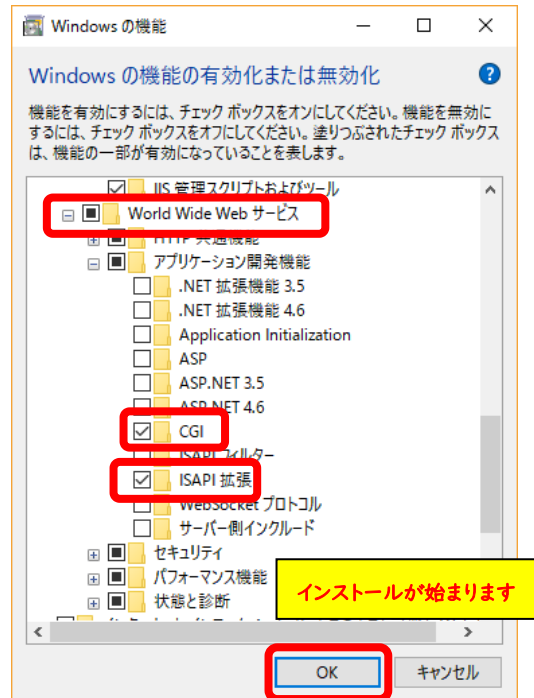 Windows の機能
Windows の機能の有効化または無効化
機能を有効にするには、チェック ボックスをオンにしてください。機能を無効に
するには、チェック ボックスをオフにしてください。塗りつぶされたチェック ボックス
は、機能の一部が有効になっていることを表します。
IIS 管理スクリプトおよびツール
World Wide Web サービス
HTTP 共通機能
アプリケーション開発機能
.NET 拡張機能 3.5
.NET 拡張機能 4.6
Application Initialization
ASP
ASP.NET 3.5
ASP.NET 4.6
CGI
ISAPI フィルター
ISAPI 拡張
WebSocket プロトコル
サーバー側インクルード
セキュリティ
パフォーマンス機能
インストールが始まります
状態と診断
OK
キャンセル